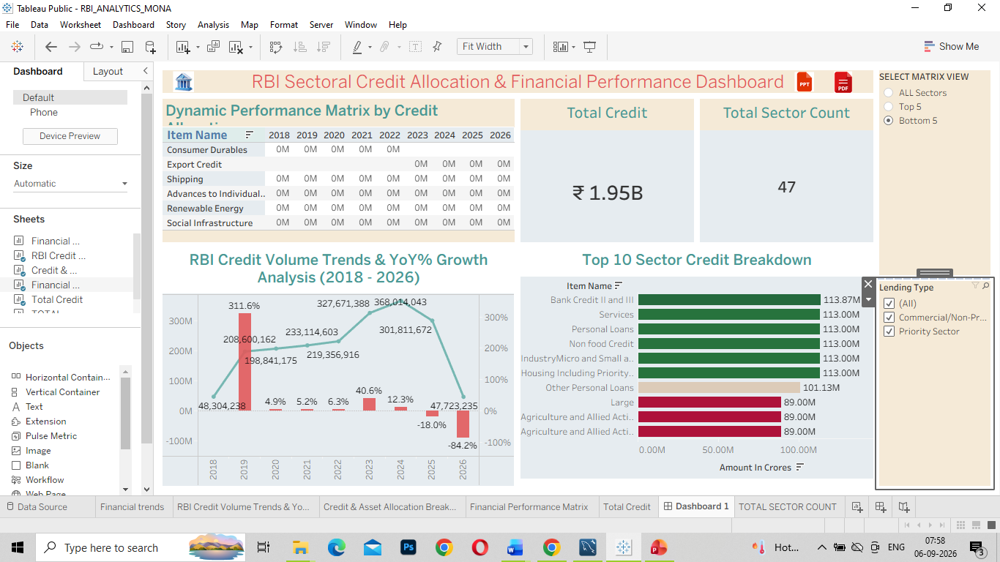 Tableau Public - RBI_ANALYTICS_MONA
File Data Worksheet Dashboard Story Analysis Map Format Server Window Help
Fit Width
Show Me
Dashboard Layout
Default
Phone
Device Preview
Size
Automatic
Sheets
Financial ...
RBI Credit ...
Credit & ...
Financial ...
Total Credit
Objects
Horizontal Contain...
Vertical Container
Text
Extension
Pulse Metric
Image
Blank
Workflow
Web Page
RBI Sectoral Credit Allocation & Financial Performance Dashboard
PPT
PDF
Dynamic Performance Matrix by Credit
Item Name 2018 2019 2020 2021 2022 2023 2024 2025 2026
Consumer Durables 0M 0M 0M 0M 0M
Export Credit 0M 0M 0M 0M
Shipping 0M 0M 0M 0M 0M 0M 0M 0M 0M
Advances to Individual.. 0M 0M 0M 0M 0M 0M 0M 0M 0M
Renewable Energy 0M 0M 0M 0M 0M 0M 0M 0M 0M
Social Infrastructure 0M 0M 0M 0M 0M 0M 0M 0M 0M
Total Credit
₹ 1.95B
Total Sector Count
47
SELECT MATRIX VIEW
ALL Sectors
Top 5
Bottom 5
RBI Credit Volume Trends & YoY% Growth
Analysis (2018 - 2026)
300M
200M
100M
0M
-100M
311.6%
208,600,162
48,304,238
198,841,175
233,114,603
219,356,916
327,671,388
368,014,043
301,811,672
47,723,235
4.9%
5.2%
6.3%
40.6%
12.3%
-18.0%
-84.2%
300%
200%
100%
0%
-100%
2018 2019 2020 2021 2022 2023 2024 2025 2026
Top 10 Sector Credit Breakdown
Item Name
Bank Credit II and III 113.87M
Services 113.00M
Personal Loans 113.00M
Non food Credit 113.00M
IndustryMicro and Small a.. 113.00M
Housing Including Priority.. 113.00M
Other Personal Loans 101.13M
Large 89.00M
Agriculture and Allied Acti.. 89.00M
Agriculture and Allied Acti.. 89.00M
0.00M 50.00M 100.00M
Amount In Crores
Lending Type
(All)
Commercial/Non-Pr...
Priority Sector
Data Source Financial trends RBI Credit Volume Trends & Yo... Credit & Asset Allocation Break... Financial Performance Matrix Total Credit Dashboard 1 TOTAL SECTOR COUNT
Type here to search
Ps
Hot...
ENG
07:58
06-09-2026
3